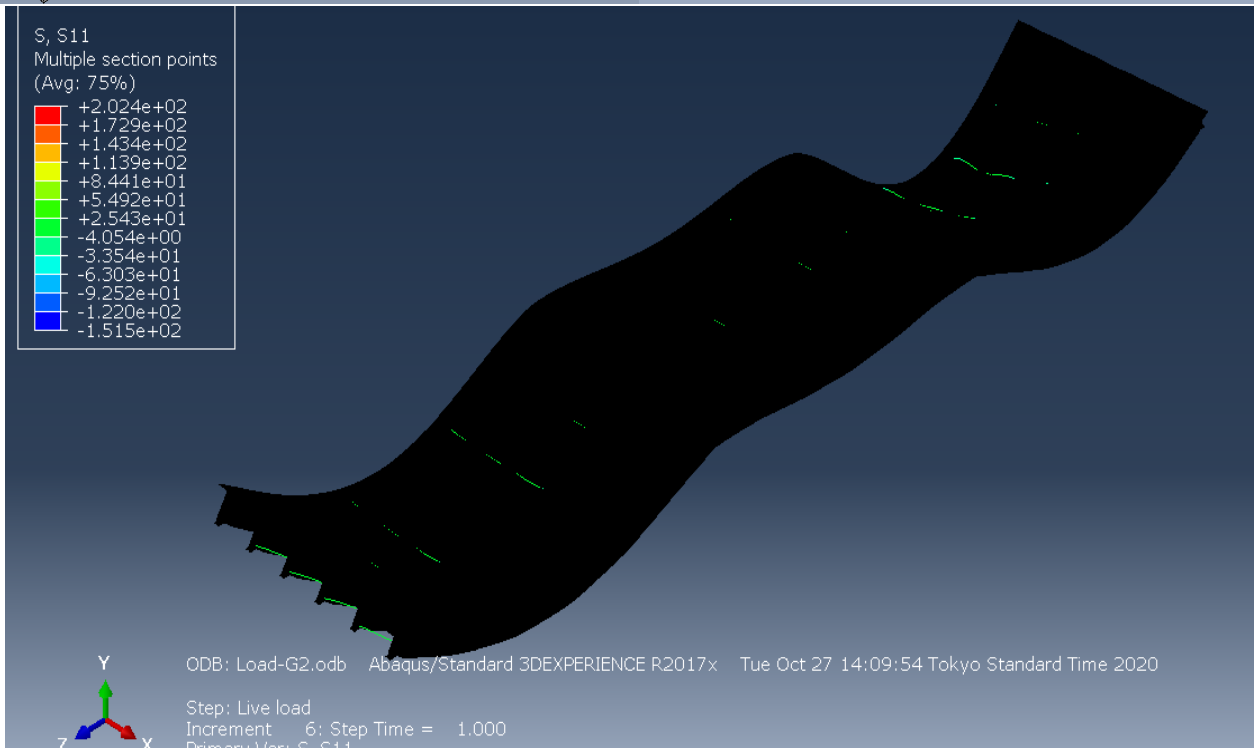 S, S11
Multiple section points
(Avg: 75%)
+2.024e+02
+1.729e+02
+1.434e+02
+1.139e+02
+8.441e+01
+5.492e+01
+2.543e+01
-4.054e+00
-3.354e+01
-6.303e+01
-9.252e+01
-1.220e+02
-1.515e+02
Y
Z X
ODB: Load-G2.odb Abaqus/Standard 3DEXPERIENCE R2017x Tue Oct 27 14:09:54 Tokyo Standard Time 2020
Step: Live load
Increment 6: Step Time = 1.000
Primary Var: S, S11